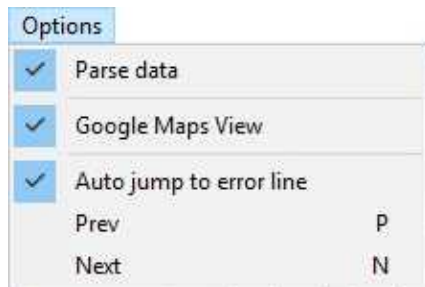 Options
Parse data
Google Maps View
Auto jump to error line
Prev P
Next N